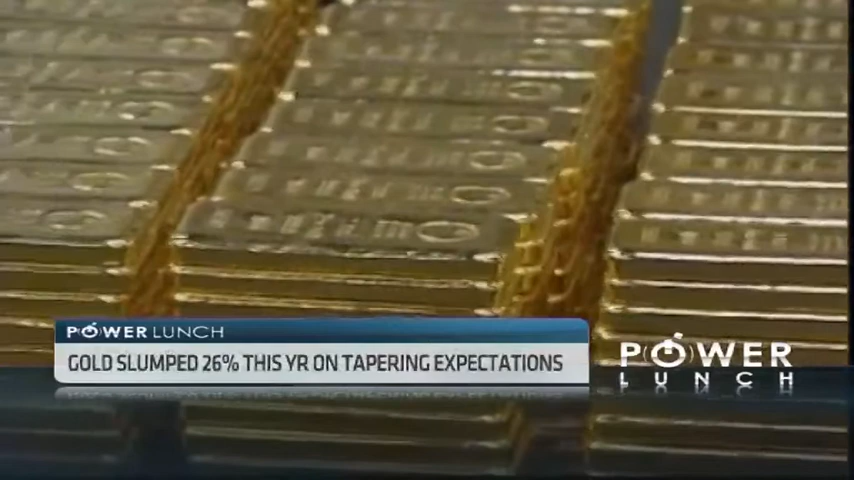 POWER LUNCH
GOLD SLUMPED 26% THIS YR ON TAPERING EXPECTATIONS
POWER
LUNCH